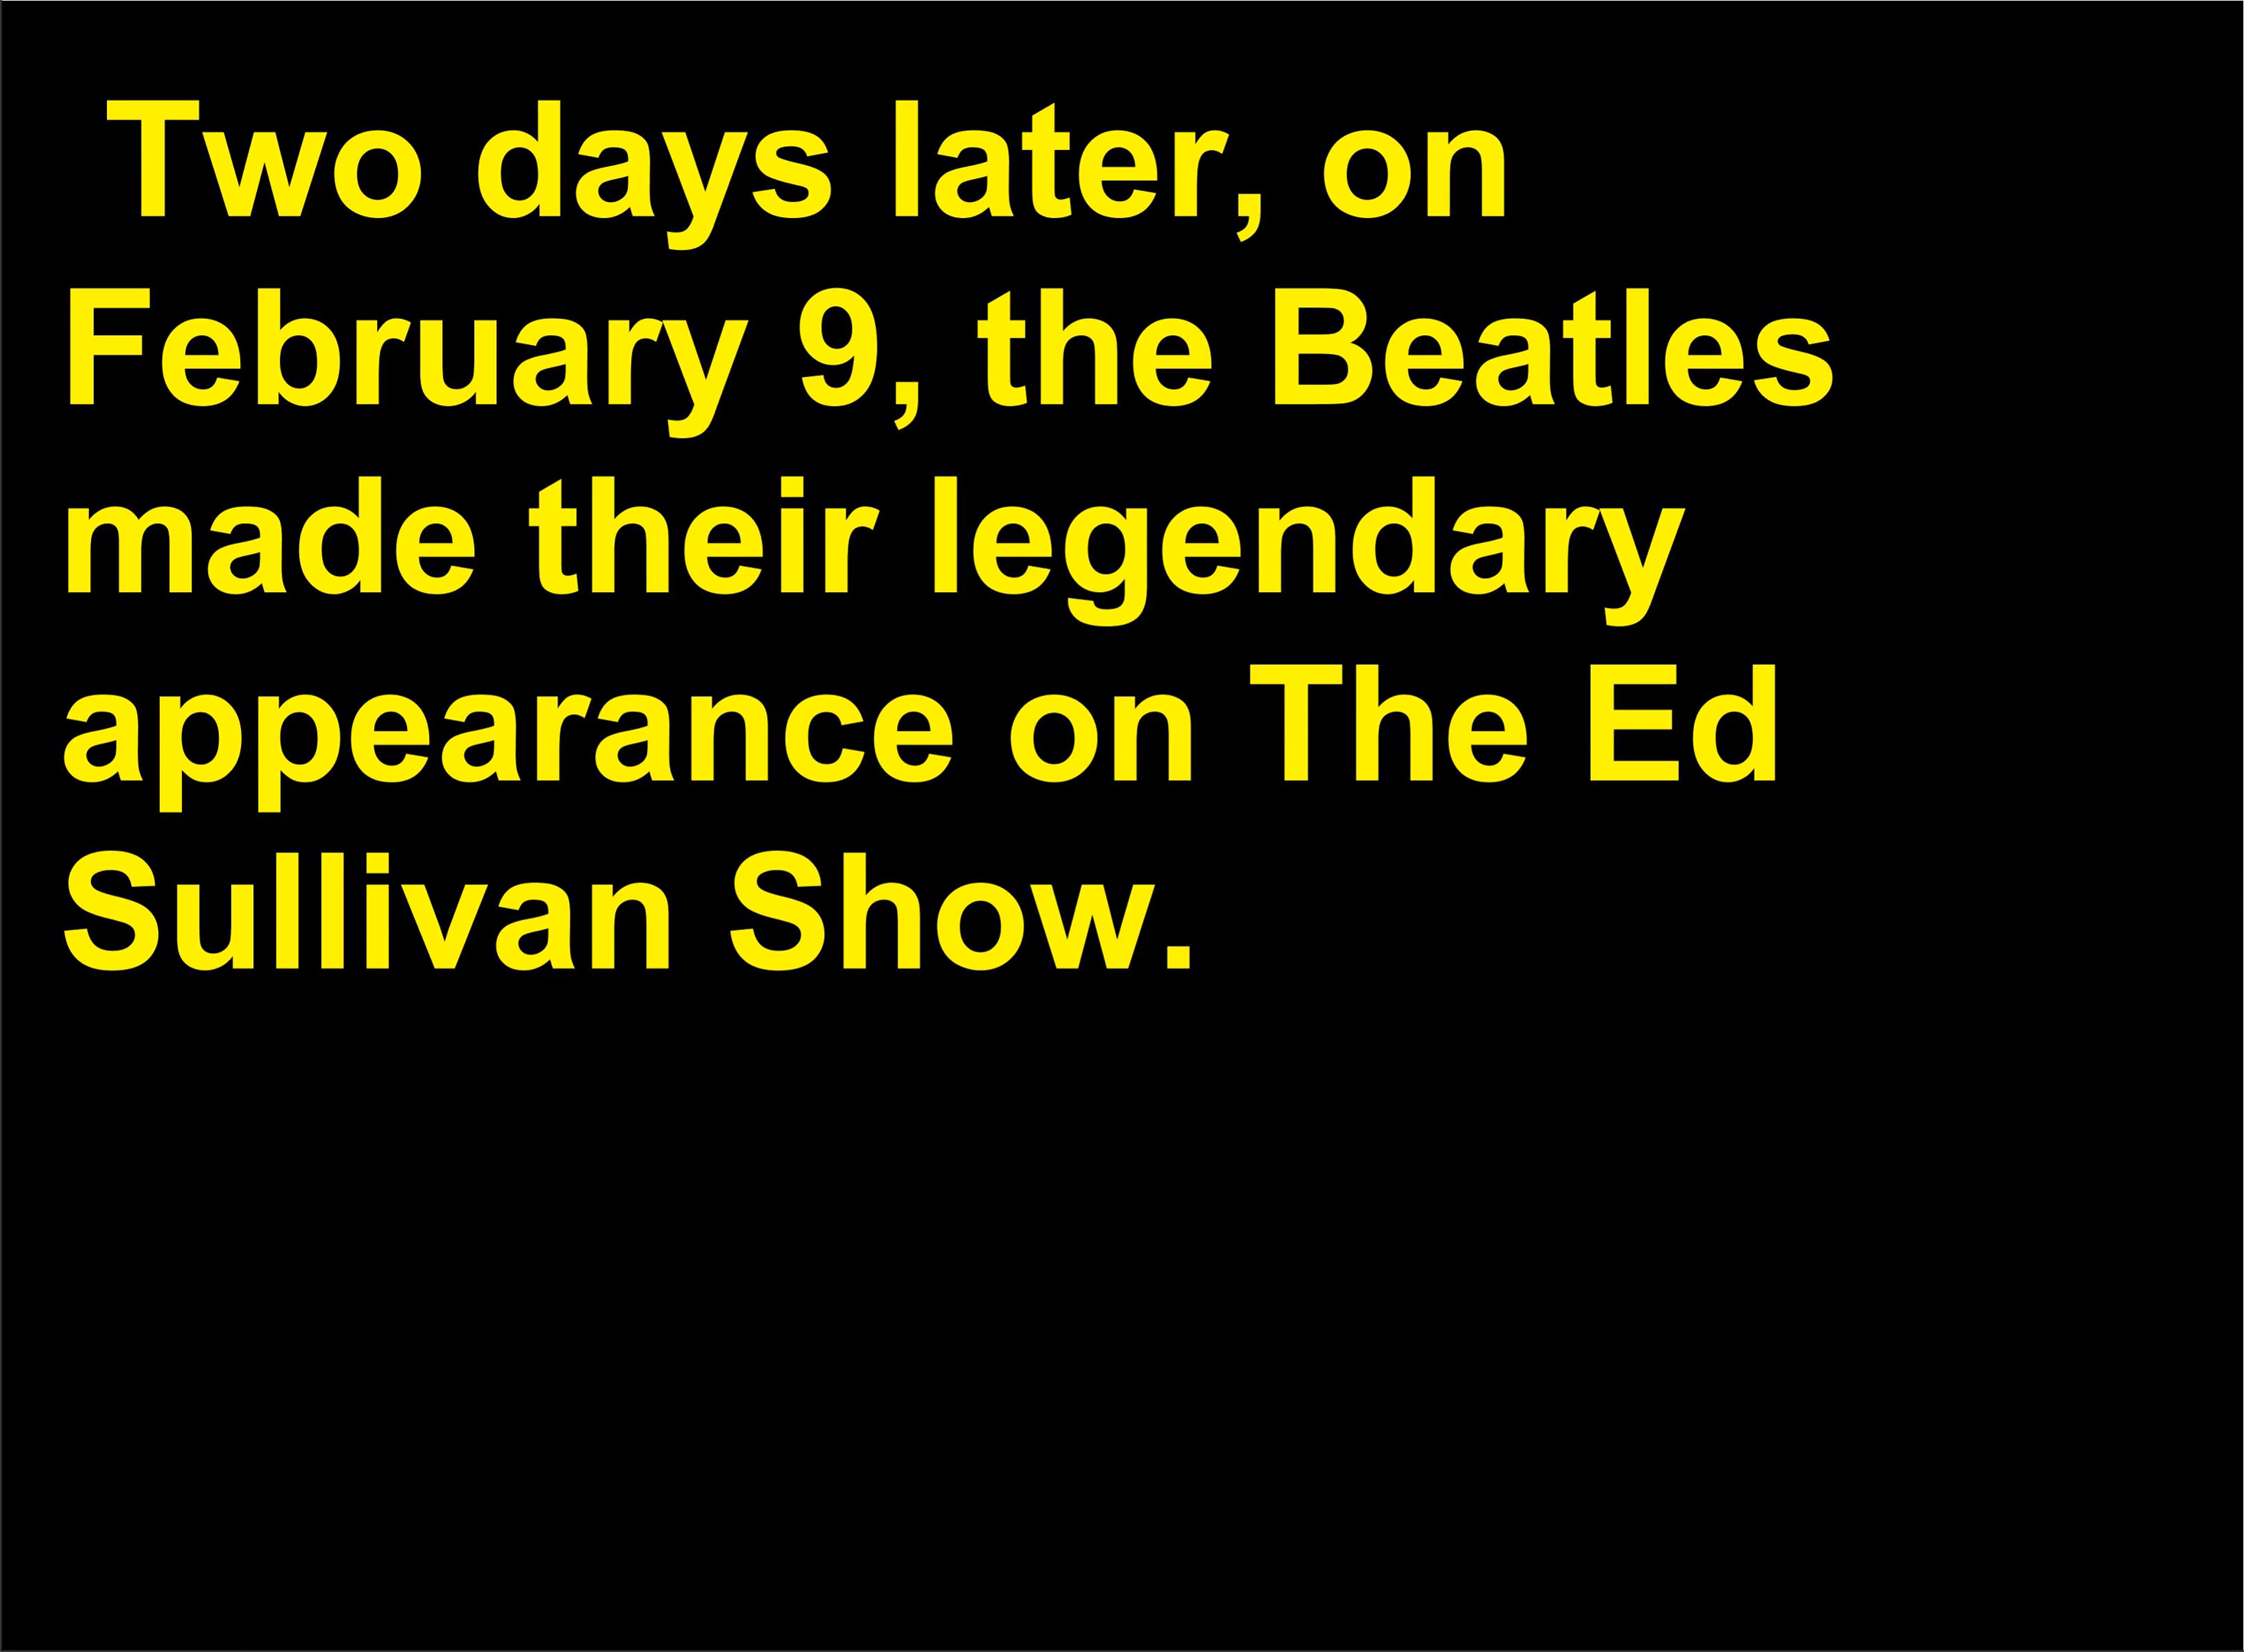 Two days later, on
February 9, the Beatles
made their legendary
appearance on The Ed
Sullivan Show.